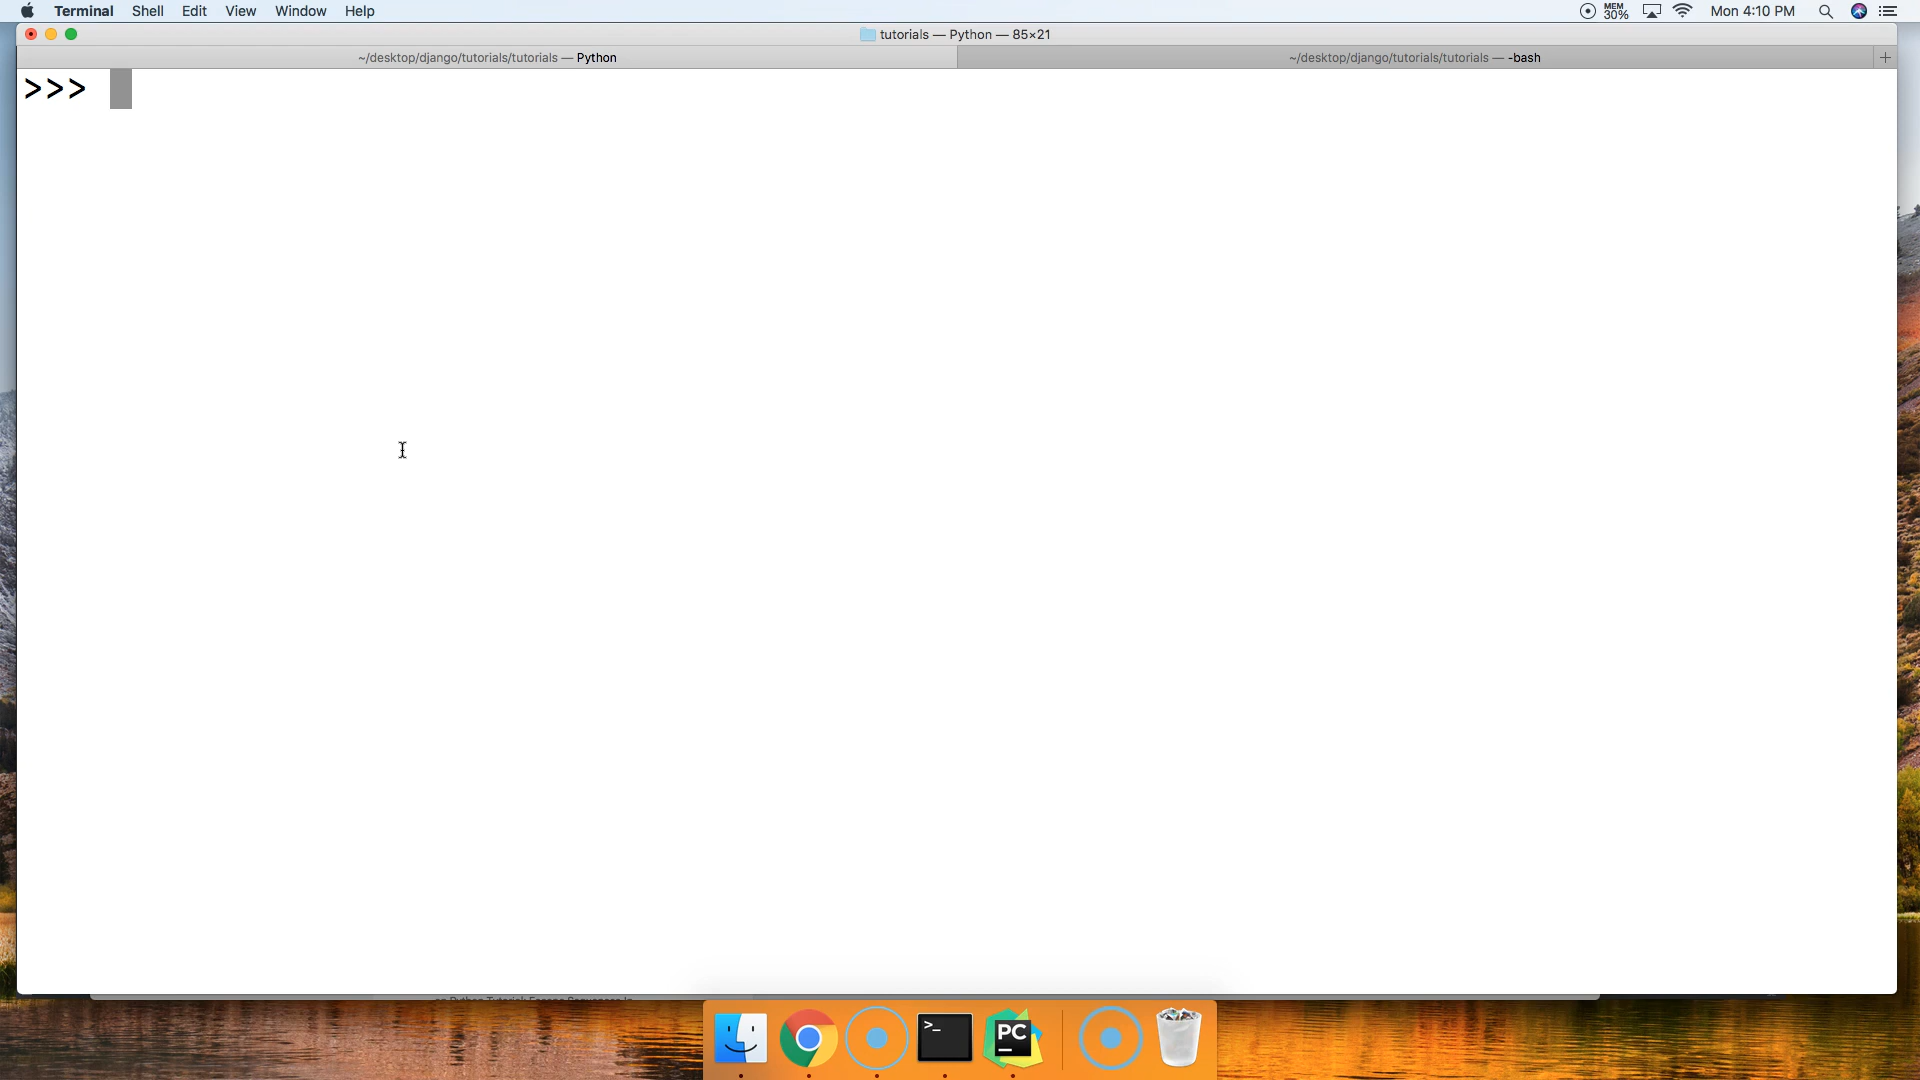 Terminal Shell Edit View Window Help MEM 30% Mon 4:10 PM
tutorials — Python — 85×21
~/desktop/django/tutorials/tutorials — Python ~/desktop/django/tutorials/tutorials — -bash +
>>>
>_ PC